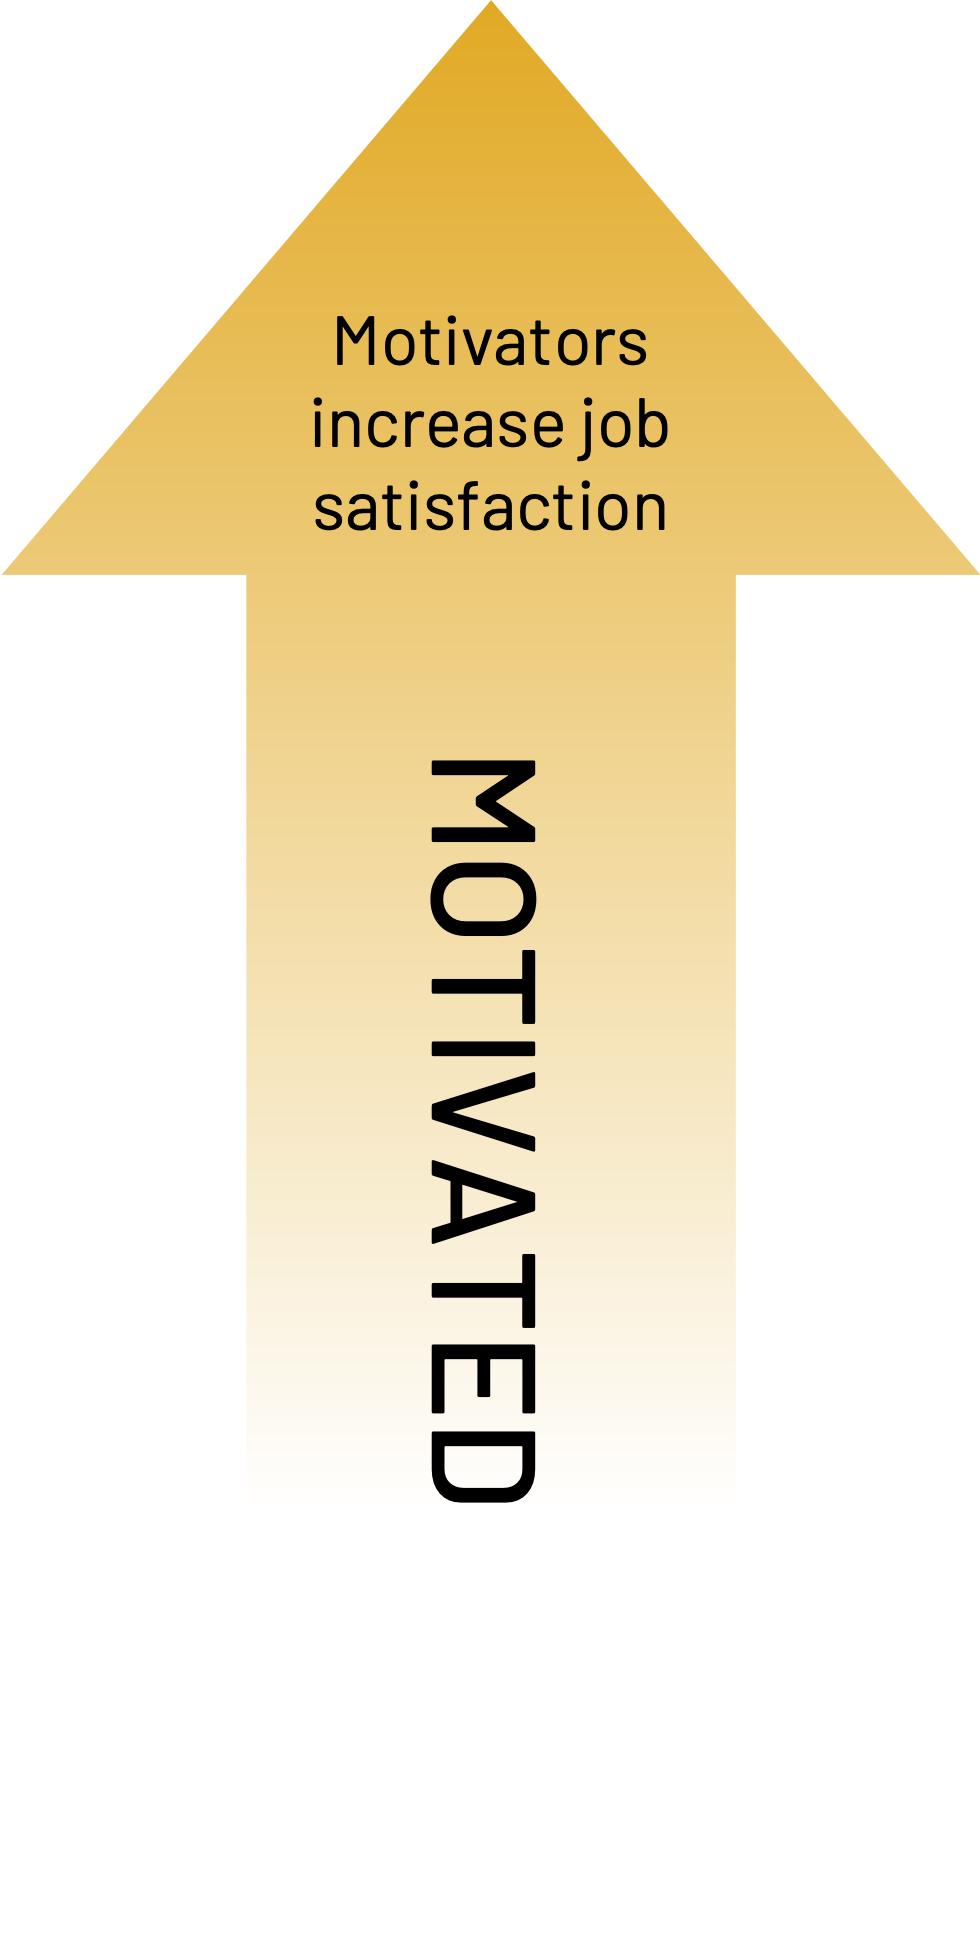 Motivators
increase job
satisfaction
MOTIVATED